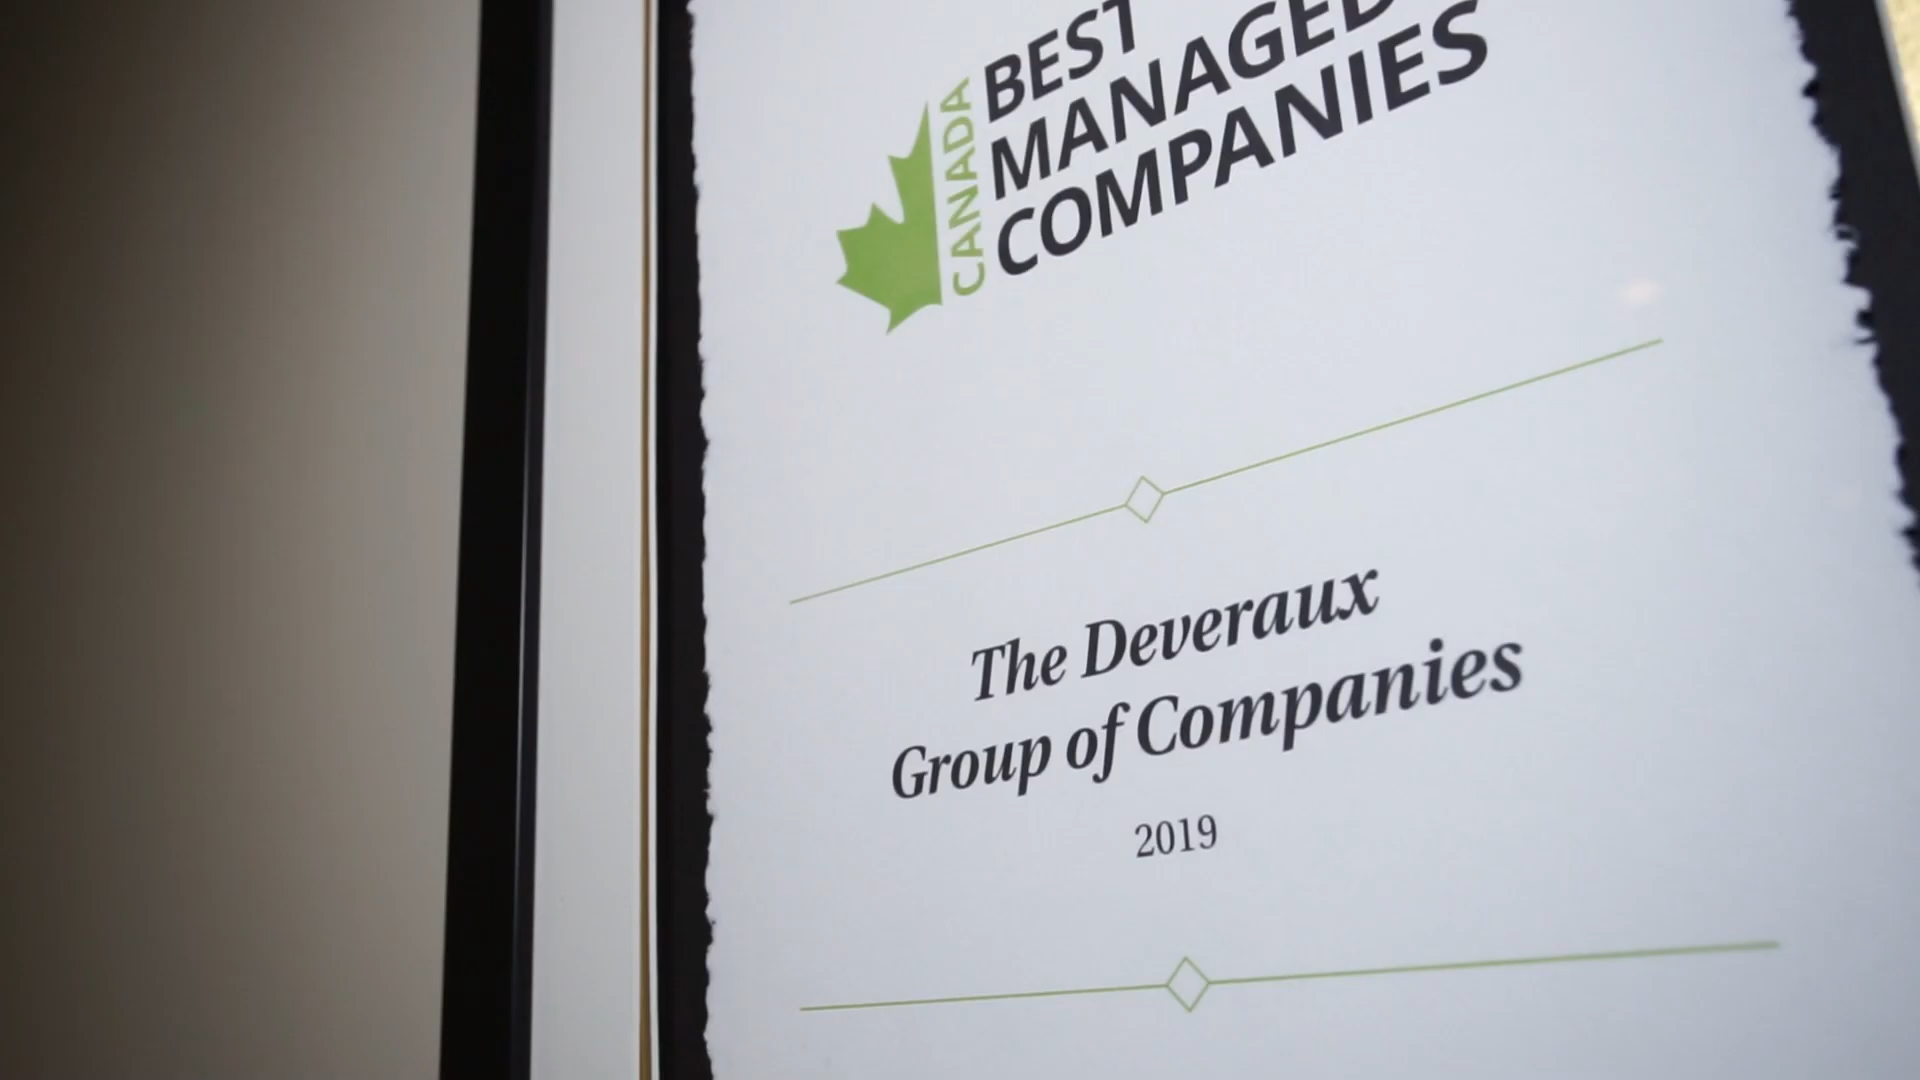 CANADA
BEST
MANAGED
COMPANIES
The Deveraux
Group of Companies
2019